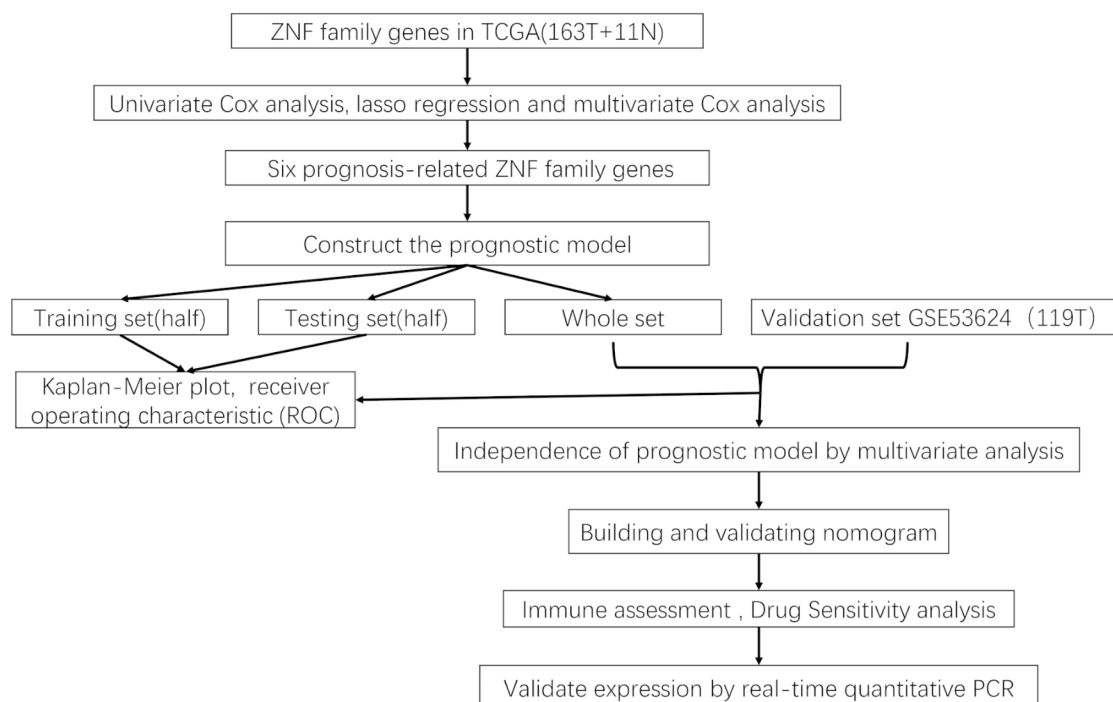 ZNF family genes in TCGA(163T+11N)
Univariate Cox analysis, lasso regression and multivariate Cox analysis
Six prognosis-related ZNF family genes
Construct the prognostic model
Training set(half)
Testing set(half)
Whole set
Validation set GSE53624（119T）
Kaplan-Meier plot, receiver
operating characteristic (ROC)
Independence of prognostic model by multivariate analysis
Building and validating nomogram
Immune assessment , Drug Sensitivity analysis
Validate expression by real-time quantitative PCR